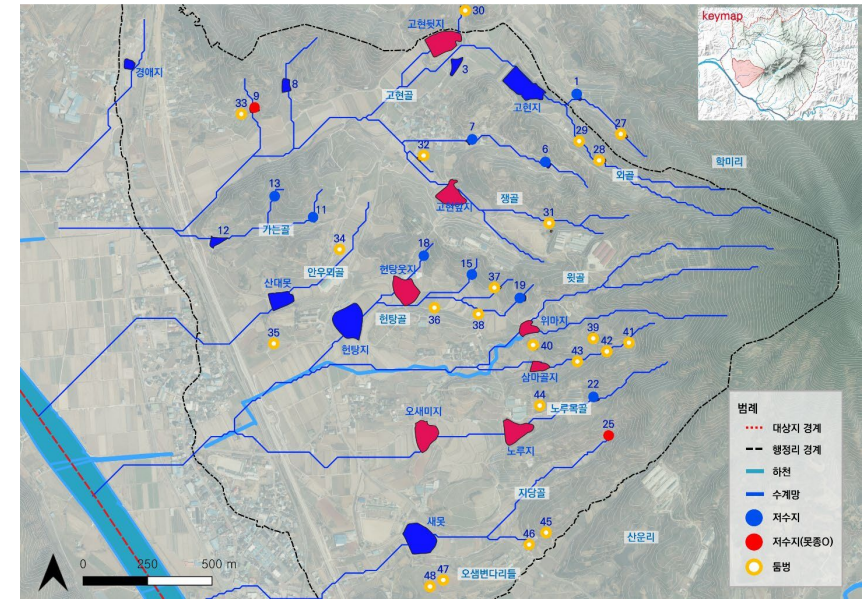 30
고현뒷지
keymap
경애지
3
8
9
33
고현골
고현지
1
27
7
32
29
28
6
외골
학미리
13
11
쟁골
고현앞지
31
12
가든골
34
18
안우뫼골
헌탕웃지
15
윗골
산대못
37
19
헌탕골
36
38
위마지
35
헌탕지
39
41
40
42
43
삼마골지
22
44
오새미지
노루목골
25
노루지
자당골
새못
45
46
산운리
47
48
오샘변다리들
0
250
500 m
범례
대상지 경계
행정리 경계
하천
수계망
저수지
저수지(못종O)
둠벙